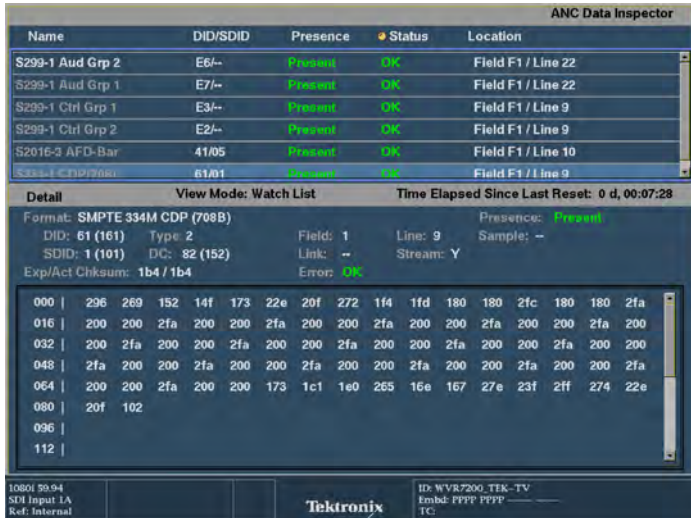 ANC Data Inspector
Name DID/SDID Presence Status Location
S299-1 Aud Grp 2 E6/-- Present OK Field F1 / Line 22
S299-1 Aud Grp 1 E7/-- Present OK Field F1 / Line 22
S299-1 Ctrl Grp 1 E3/-- Present OK Field F1 / Line 9
S299-1 Ctrl Grp 2 E2/-- Present OK Field F1 / Line 9
S2016-3 AFD-Bar 41/05 Present OK Field F1 / Line 10
61/01 Field F1 / Line 9
Detail View Mode: Watch List Time Elapsed Since Last Reset: 0 d, 00:07:28
Format: SMPTE 334M CDP (708B) Presence: Present
DID: 61 (161) Type 2 Field: 1 Line: 9 Sample: --
SDID: 1 (101) DC: 82 (152) Link: -- Stream: Y
Exp/Act Chksum: 1b4 / 1b4 Error: OK
000 | 296 269 152 14f 173 22e 20f 272 1f4 1fd 180 180 2fc 180 180 2fa
016 | 200 200 2fa 200 200 2fa 200 200 2fa 200 200 2fa 200 200 2fa 200
032 | 200 2fa 200 200 2fa 200 200 2fa 200 200 2fa 200 200 2fa 200 200
048 | 2fa 200 200 2fa 200 200 2fa 200 200 2fa 200 200 2fa 200 200 2fa
064 | 200 200 2fa 200 200 173 1c1 1e0 265 16e 167 27e 23f 2ff 274 22e
080 | 20f 102
096 |
112 |
1080i 59.94
SDI Input 1A
Ref: Internal
Tektronix
ID: WVR7200_TEK-TV
Embd: PPPP PPPP ---- ----
TC: